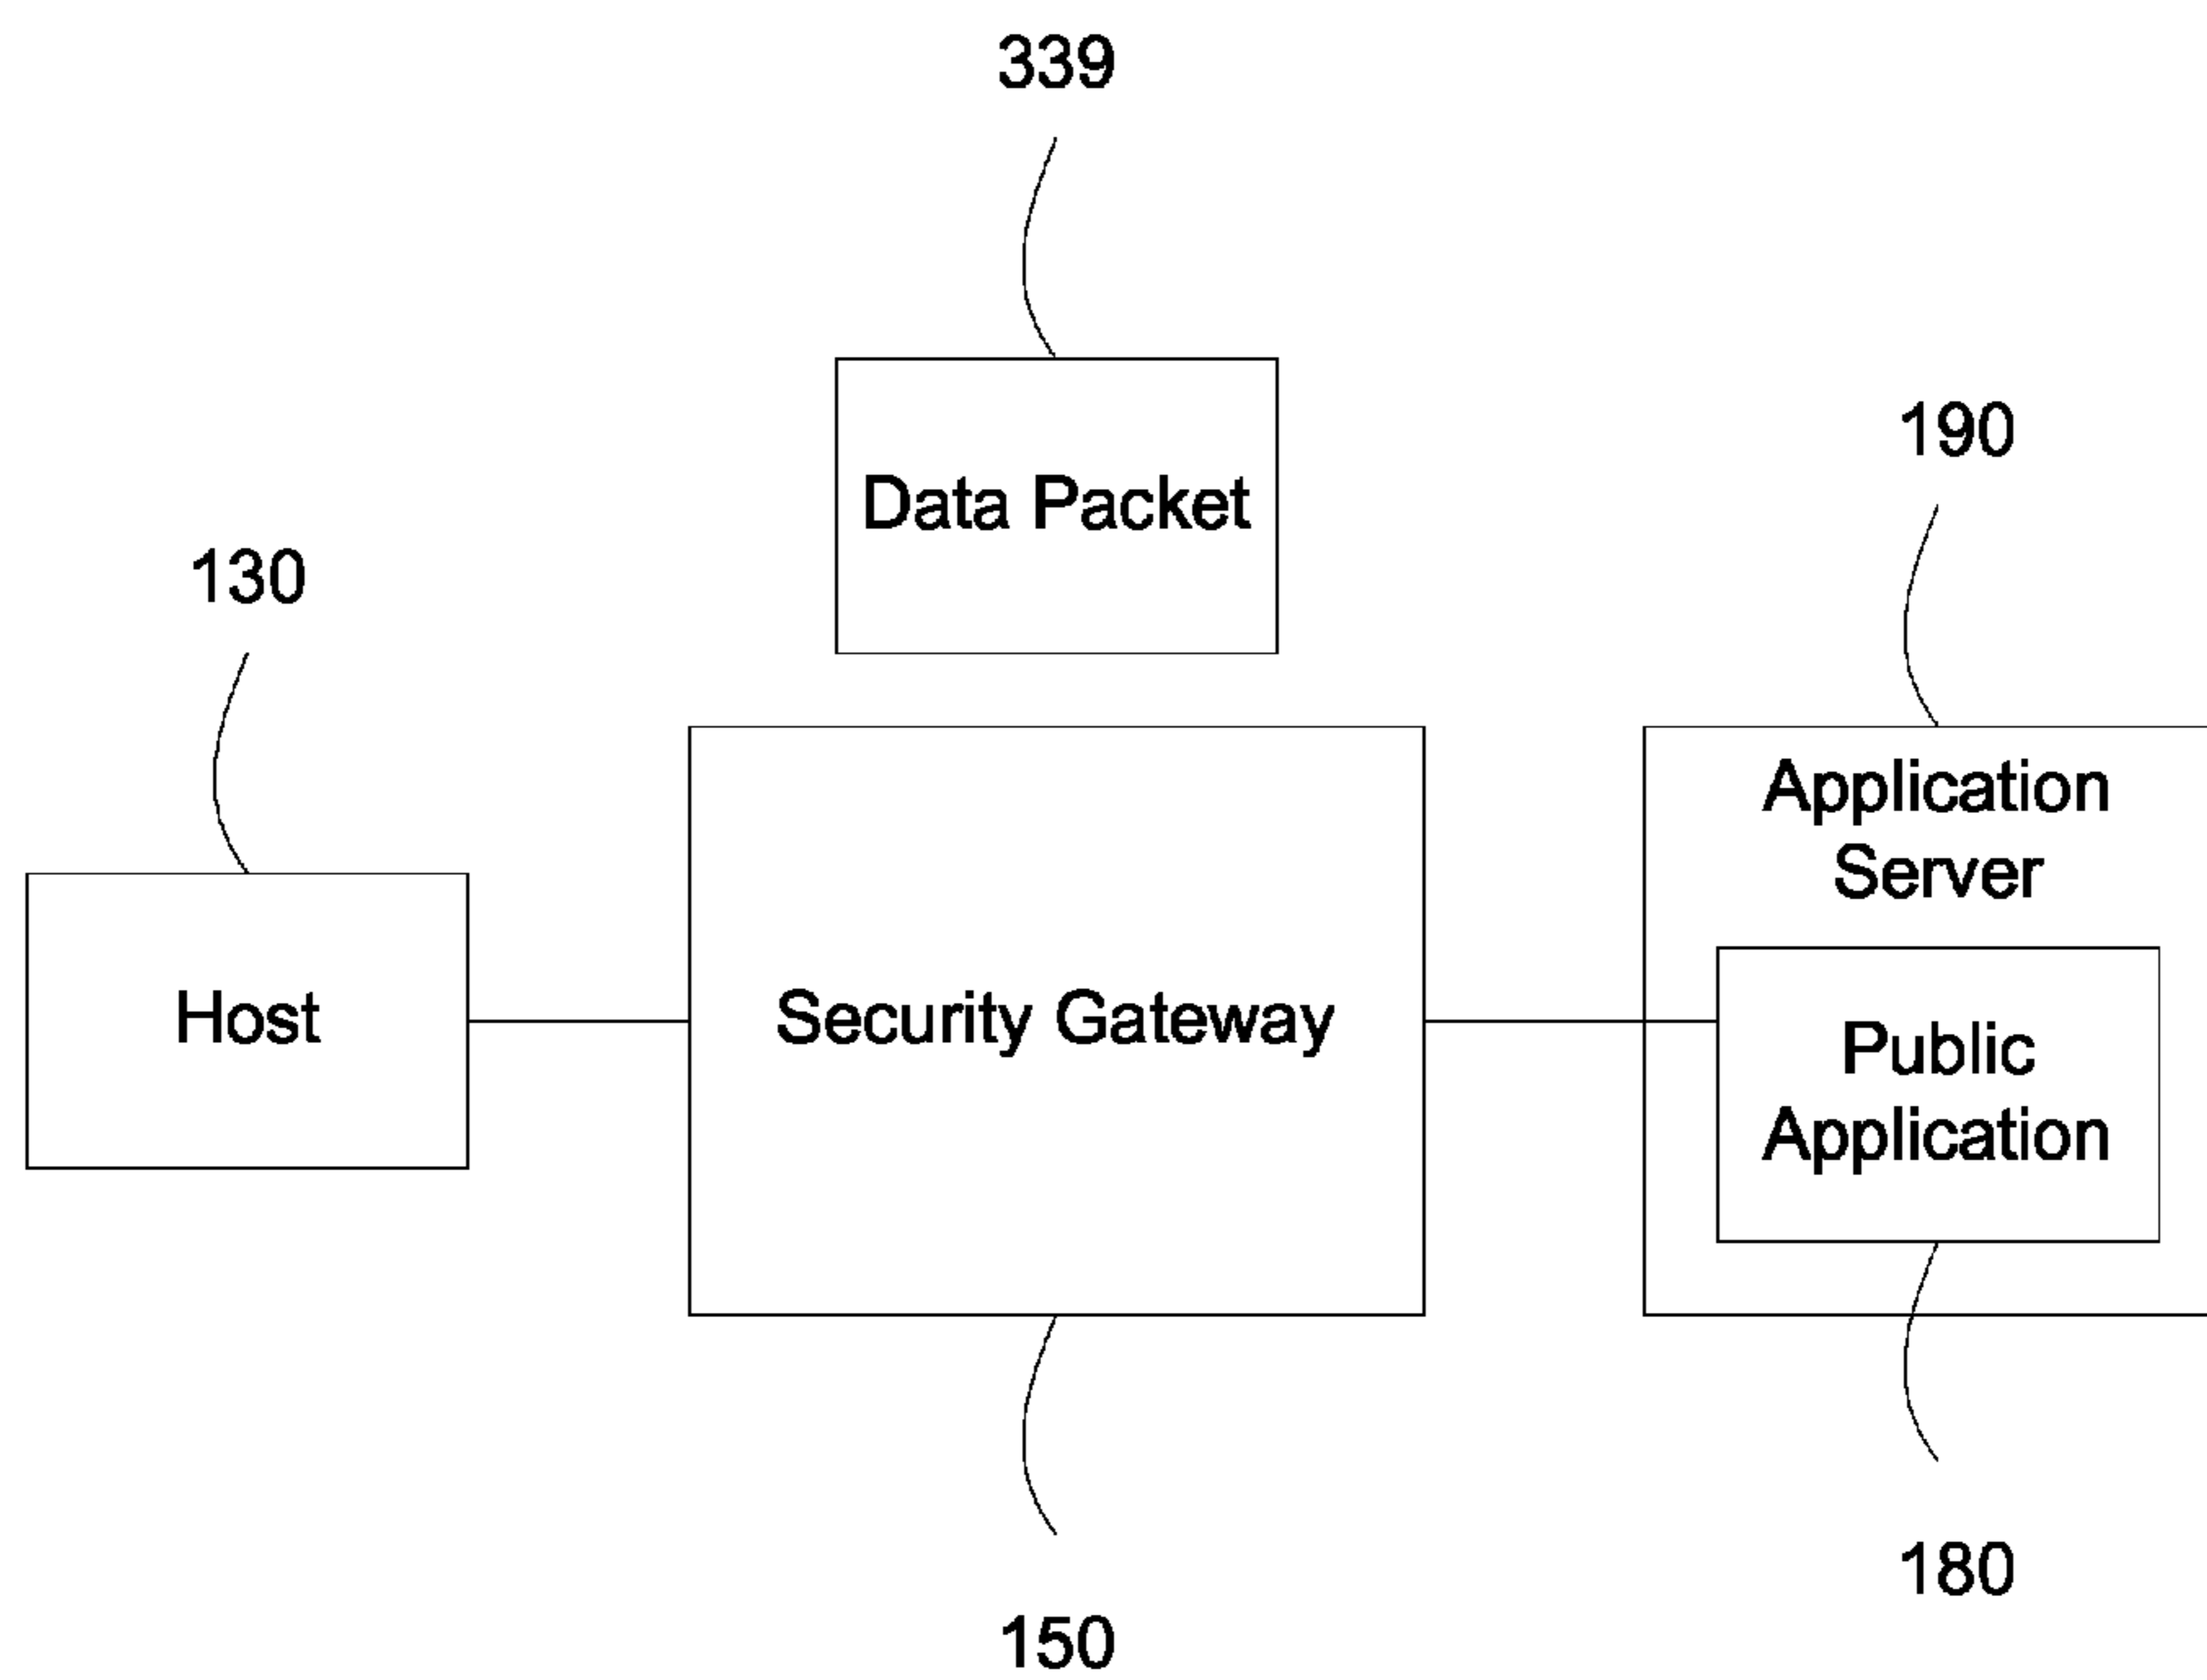 339
Data Packet
190
130
Application
Server
Host
Security Gateway
Public
Application
180
150